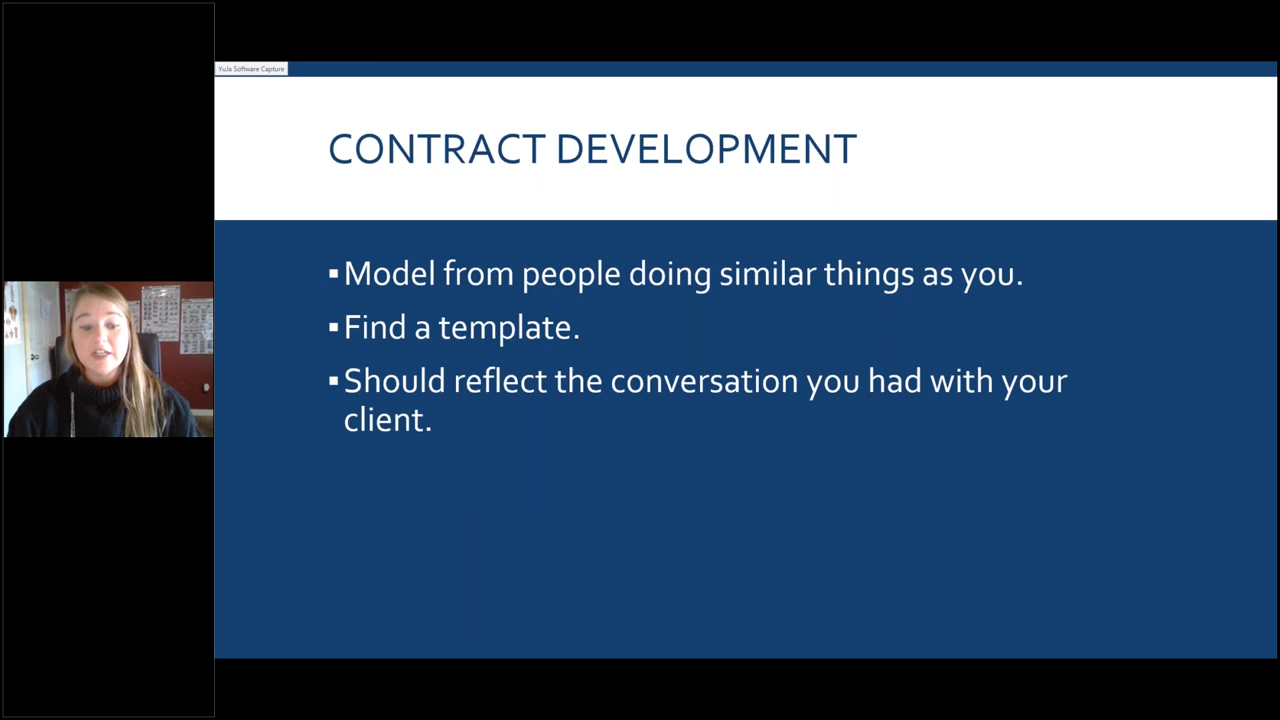 YuJa Software Capture
CONTRACT DEVELOPMENT
▪Model from people doing similar things as you.
▪Find a template.
▪Should reflect the conversation you had with your
client.